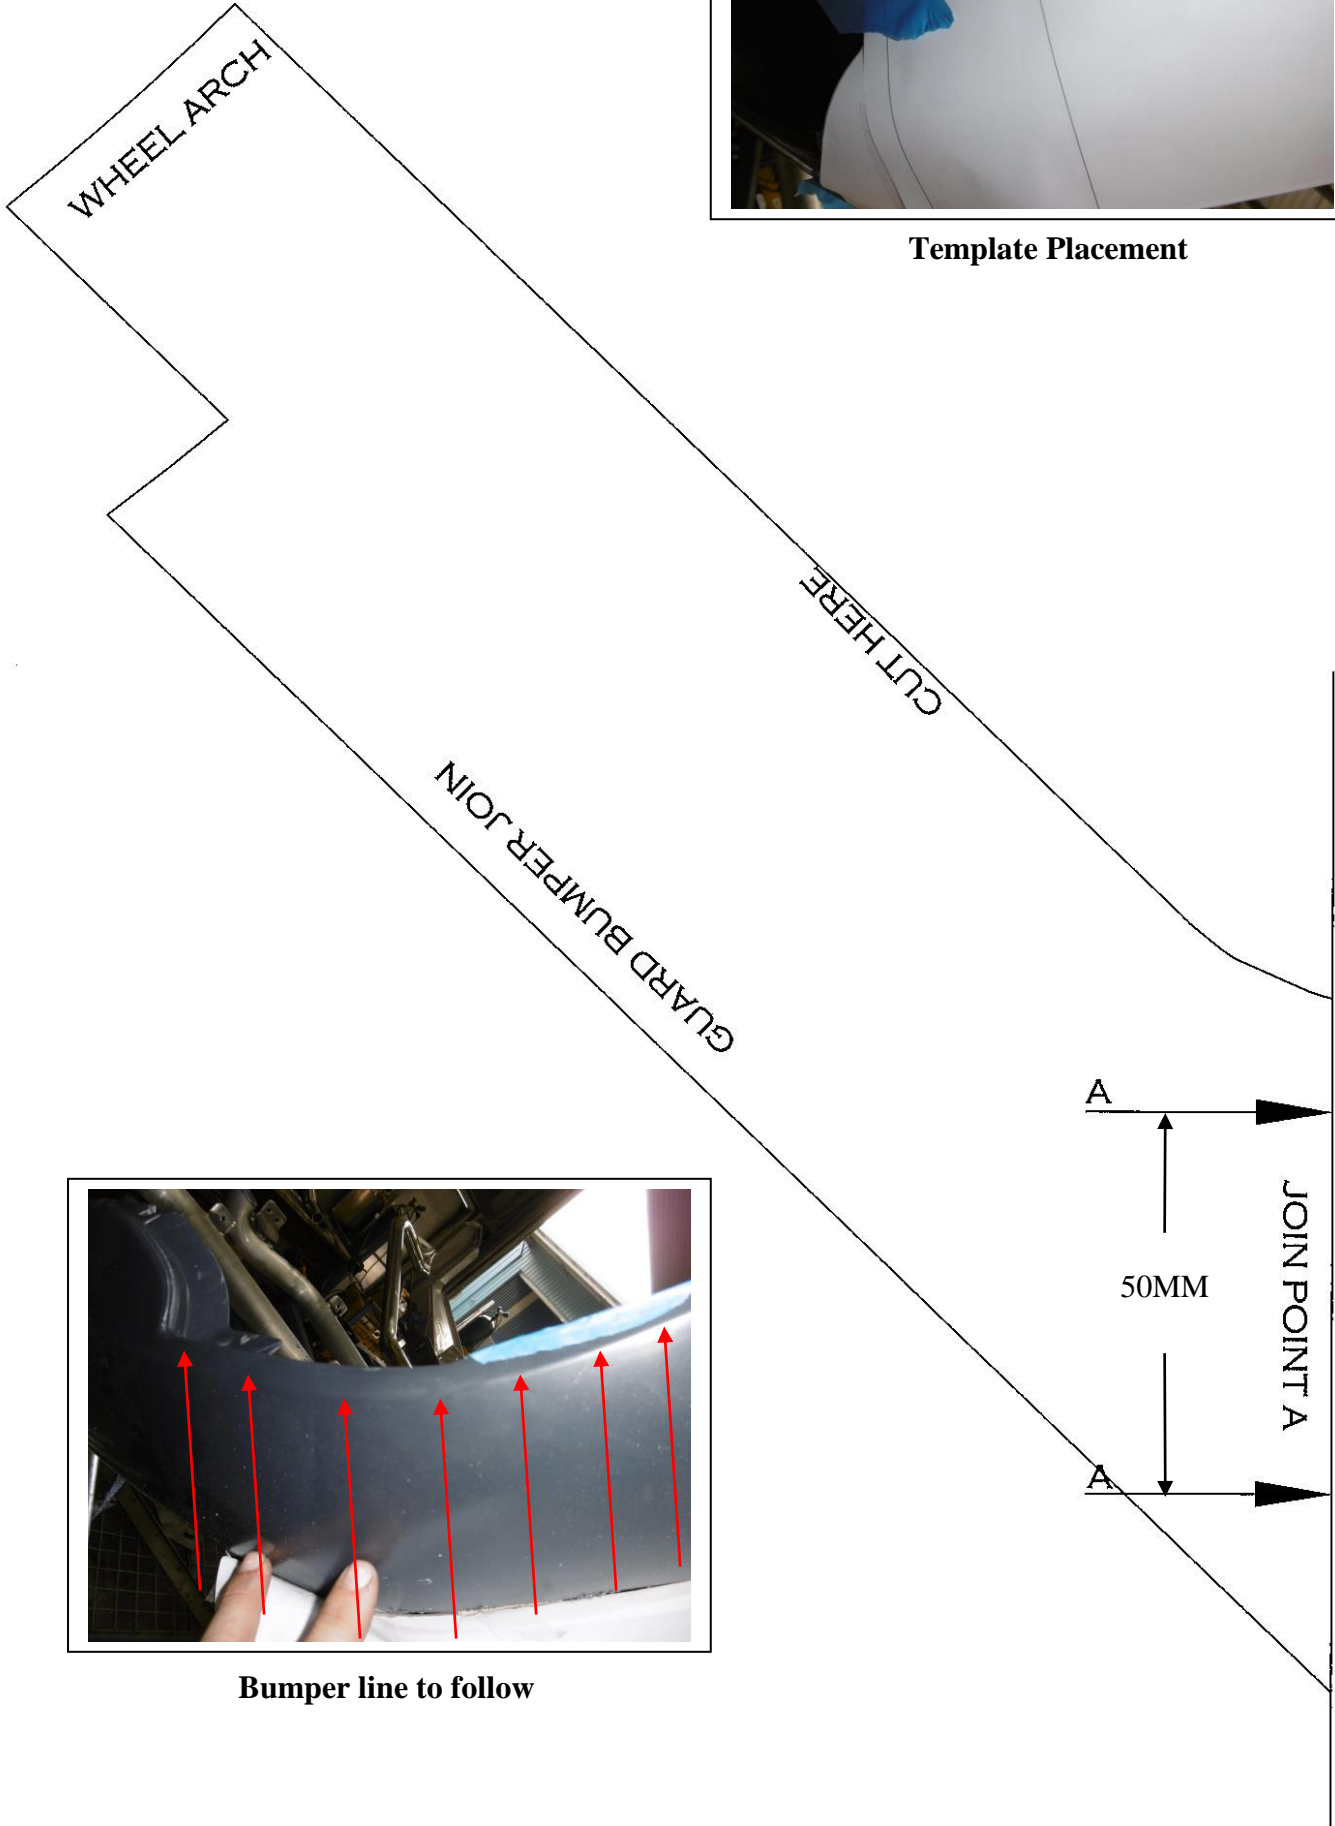 WHEEL ARCH
Template Placement
CUT HERE
GUARD BUMPER JOIN
A
50MM
JOIN POINT A
A
Bumper line to follow